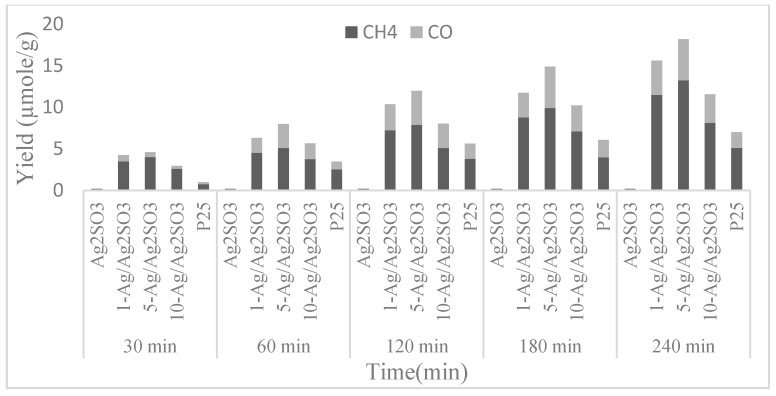 Yield (µmole/g)
20
15
10
5
0
CH4 CO
Ag2SO3
1-Ag/Ag2SO3
5-Ag/Ag2SO3
10-Ag/Ag2SO3
P25
Ag2SO3
1-Ag/Ag2SO3
5-Ag/Ag2SO3
10-Ag/Ag2SO3
P25
Ag2SO3
1-Ag/Ag2SO3
5-Ag/Ag2SO3
10-Ag/Ag2SO3
P25
Ag2SO3
1-Ag/Ag2SO3
5-Ag/Ag2SO3
10-Ag/Ag2SO3
P25
Ag2SO3
1-Ag/Ag2SO3
5-Ag/Ag2SO3
10-Ag/Ag2SO3
P25
30 min 60 min 120 min 180 min 240 min
Time(min)